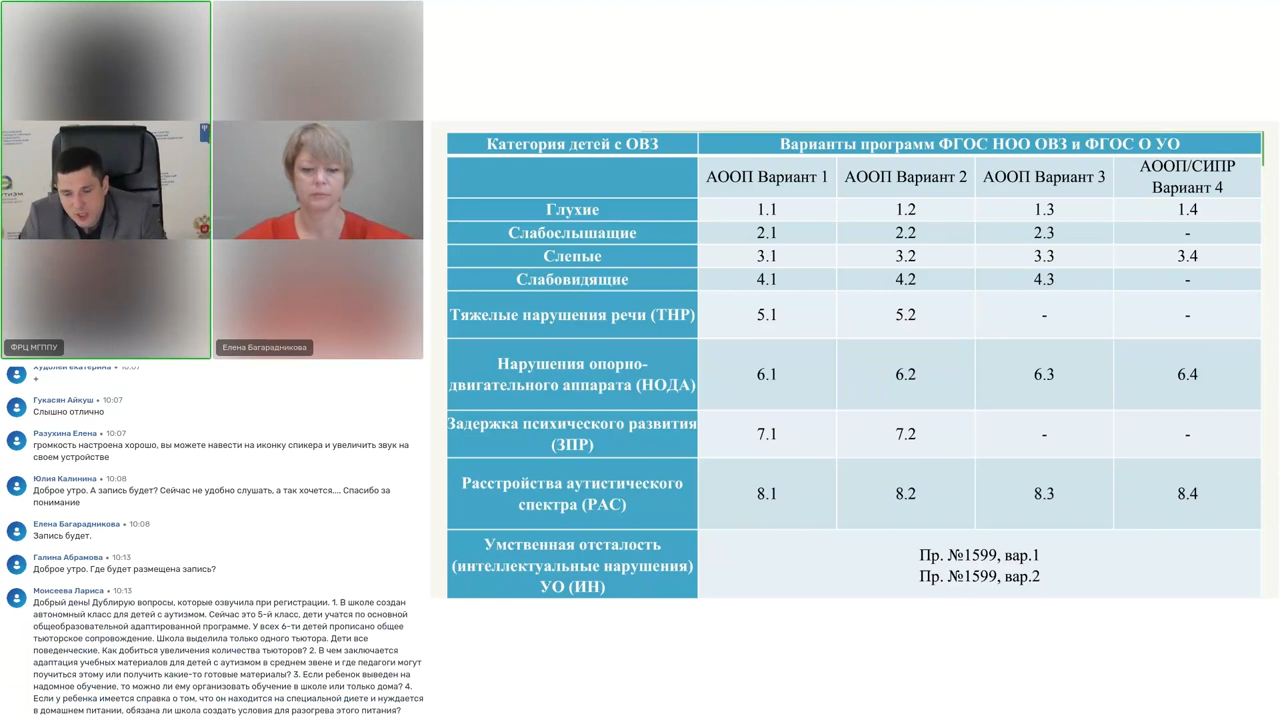 ФРЦ МГППУ
Елена Багарадникова
Худолей Екатерина • 10:07
+
Гукасян Айкуш • 10:07
Слышно отлично
Разухина Елена • 10:07
громкость настроена хорошо, вы можете навести на иконку спикера и увеличить звук на
своем устройстве
Юлия Калинина • 10:08
Доброе утро. А запись будет? Сейчас не удобно слушать, а так хочется.... Спасибо за
понимание
Елена Багарадникова • 10:08
Запись будет.
Галина Абрамова • 10:13
Доброе утро. Где будет размещена запись?
Моисеева Лариса • 10:13
Добрый день! Дублирую вопросы, которые озвучила при регистрации. 1. В школе создан
автономный класс для детей с аутизмом. Сейчас это 5-й класс, дети учатся по основной
общеобразовательной адаптированной программе. У всех 6-ти детей прописано общее
тьюторское сопровождение. Школа выделила только одного тьютора. Дети все
поведенческие. Как добиться увеличения количества тьюторов? 2. В чем заключается
адаптация учебных материалов для детей с аутизмом в среднем звене и где педагоги могут
поучиться этому или получить какие-то готовые материалы? 3. Если ребенок выведен на
надомное обучение, то можно ли ему организовать обучение в школе или только дома? 4.
Если у ребенка имеется справка о том, что он находится на специальной диете и нуждается
в домашнем питании, обязана ли школа создать условия для разогрева этого питания?
Категория детей с ОВЗ Варианты программ ФГОС НОО ОВЗ и ФГОС О УО
АООП Вариант 1 АООП Вариант 2 АООП Вариант 3 АООП/СИПР
Вариант 4
Глухие 1.1 1.2 1.3 1.4
Слабослышащие 2.1 2.2 2.3 -
Слепые 3.1 3.2 3.3 3.4
Слабовидящие 4.1 4.2 4.3 -
Тяжелые нарушения речи (ТНР) 5.1 5.2 - -
Нарушения опорно-
двигательного аппарата (НОДА) 6.1 6.2 6.3 6.4
Задержка психического развития
(ЗПР) 7.1 7.2 - -
Расстройства аутистического
спектра (РАС) 8.1 8.2 8.3 8.4
Умственная отсталость
(интеллектуальные нарушения)
УО (ИН)
Пр. №1599, вар.1
Пр. №1599, вар.2